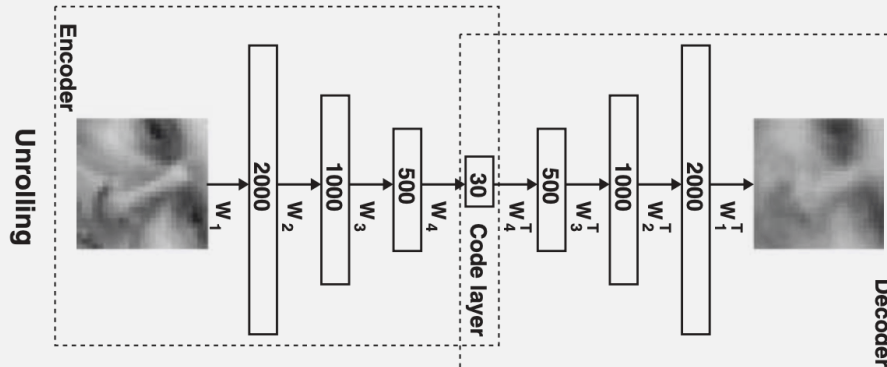 Decoder
W₁ᵀ
2000
W₂ᵀ
1000
W₃ᵀ
500
W₄ᵀ
30
Code layer
W₄
500
W₃
1000
W₂
2000
W₁
Encoder
Unrolling